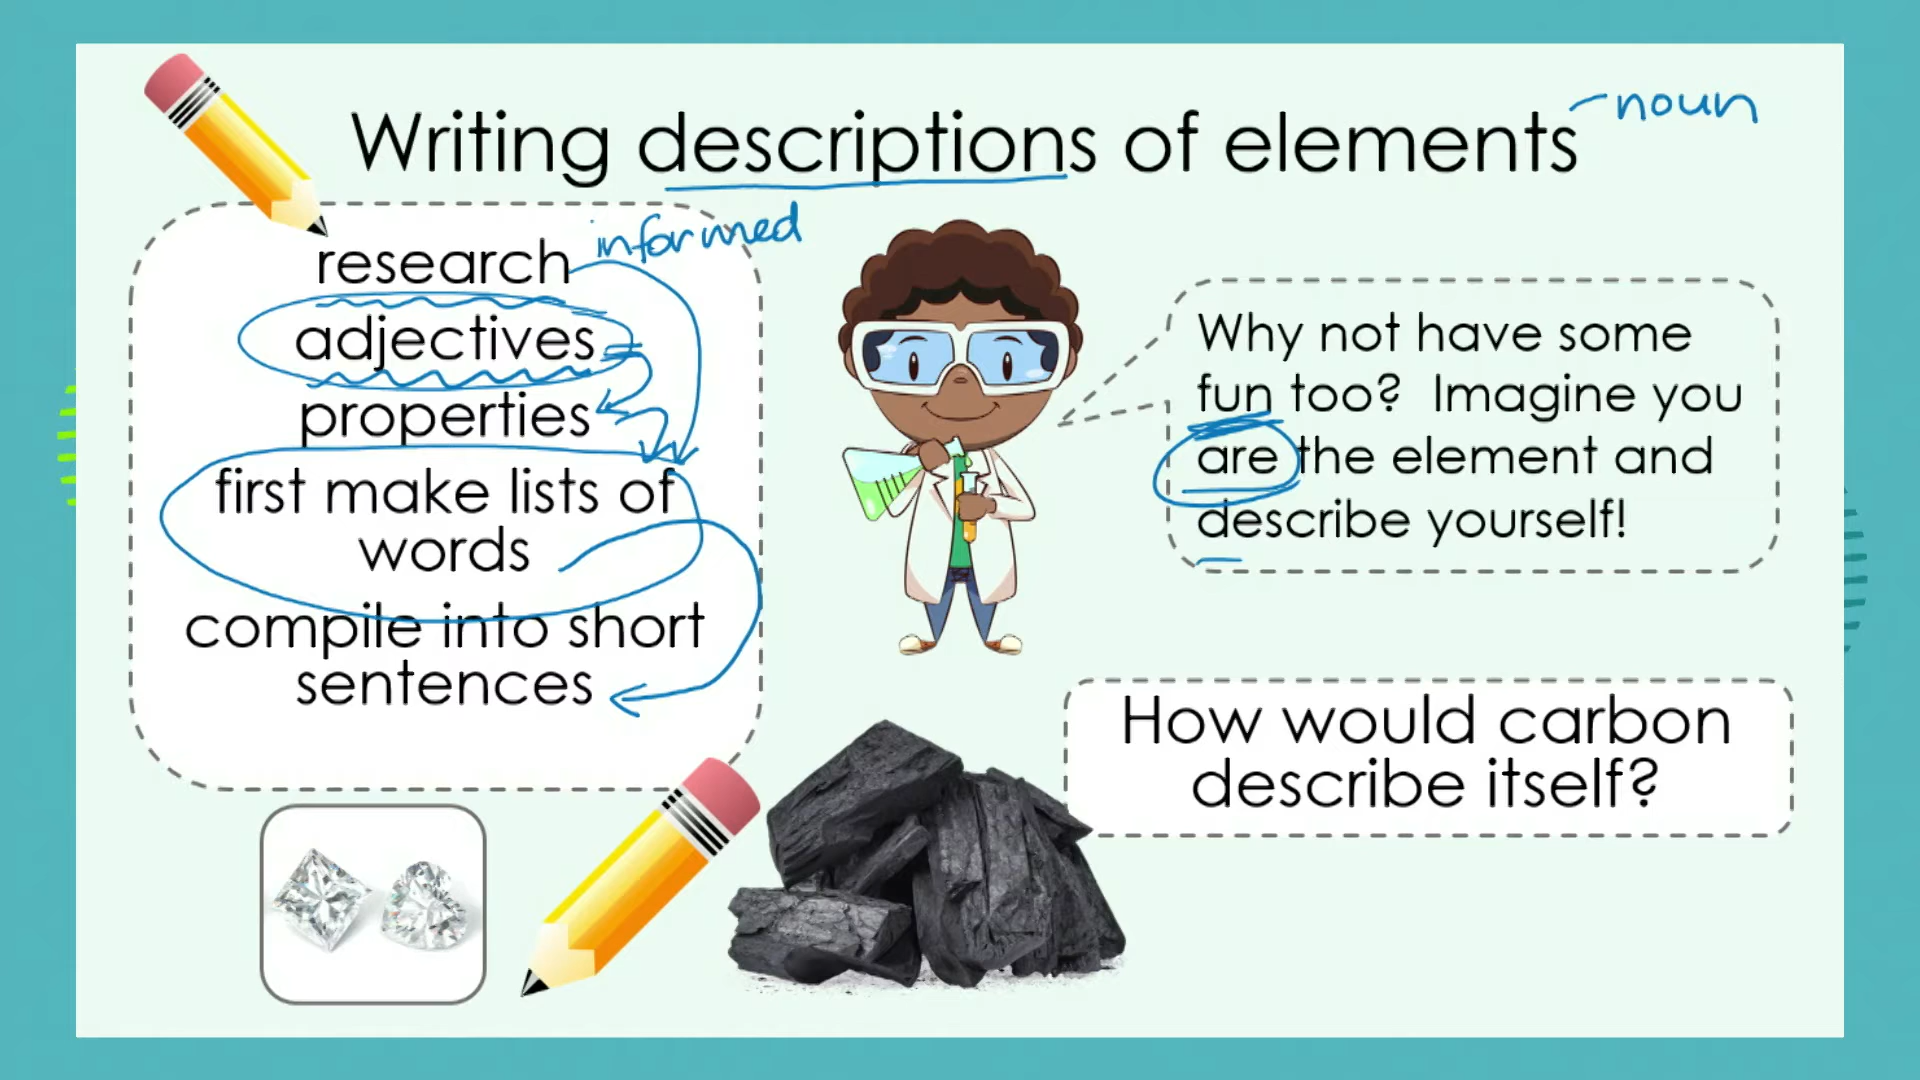 Writing descriptions of elements
noun
research
informed
adjectives
properties
first make lists of
words
compile into short
sentences
Why not have some
fun too? Imagine you
are the element and
describe yourself!
How would carbon
describe itself?